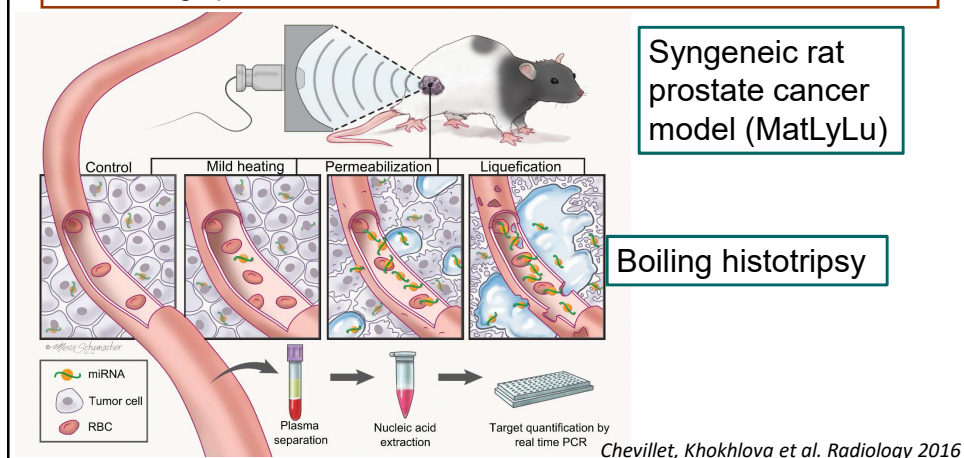 Syngeneic rat
prostate cancer
model (MatLyLu)
Control
Mild heating
Permeabilization
Liquefication
Boiling histotripsy
miRNA
Tumor cell
RBC
Plasma
separation
Nucleic acid
extraction
Target quantification by
real time PCR
Chevillet, Khokhlova et al. Radiology 2016